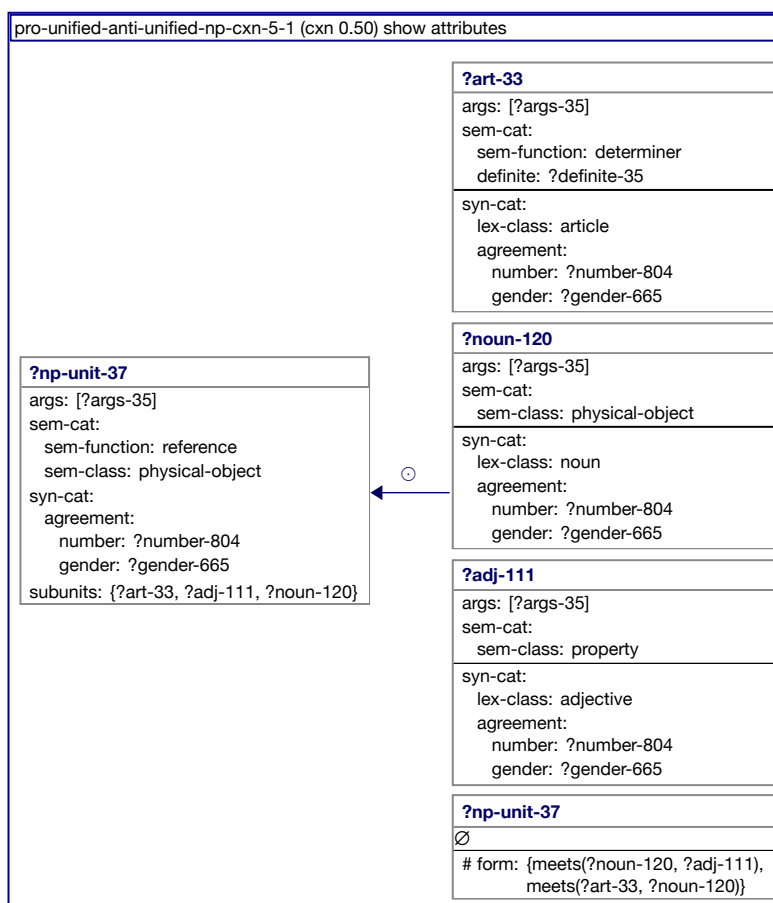 pro-unified-anti-unified-np-cxn-5-1 (cxn 0.50) show attributes
?np-unit-37
args: [?args-35]
sem-cat:
sem-function: reference
sem-class: physical-object
syn-cat:
agreement:
number: ?number-804
gender: ?gender-665
subunits: {?art-33, ?adj-111, ?noun-120}
?art-33
args: [?args-35]
sem-cat:
sem-function: determiner
definite: ?definite-35
syn-cat:
lex-class: article
agreement:
number: ?number-804
gender: ?gender-665
?noun-120
args: [?args-35]
sem-cat:
sem-class: physical-object
syn-cat:
lex-class: noun
agreement:
number: ?number-804
gender: ?gender-665
?adj-111
args: [?args-35]
sem-cat:
sem-class: property
syn-cat:
lex-class: adjective
agreement:
number: ?number-804
gender: ?gender-665
?np-unit-37
∅
# form: {meets(?noun-120, ?adj-111),
meets(?art-33, ?noun-120)}